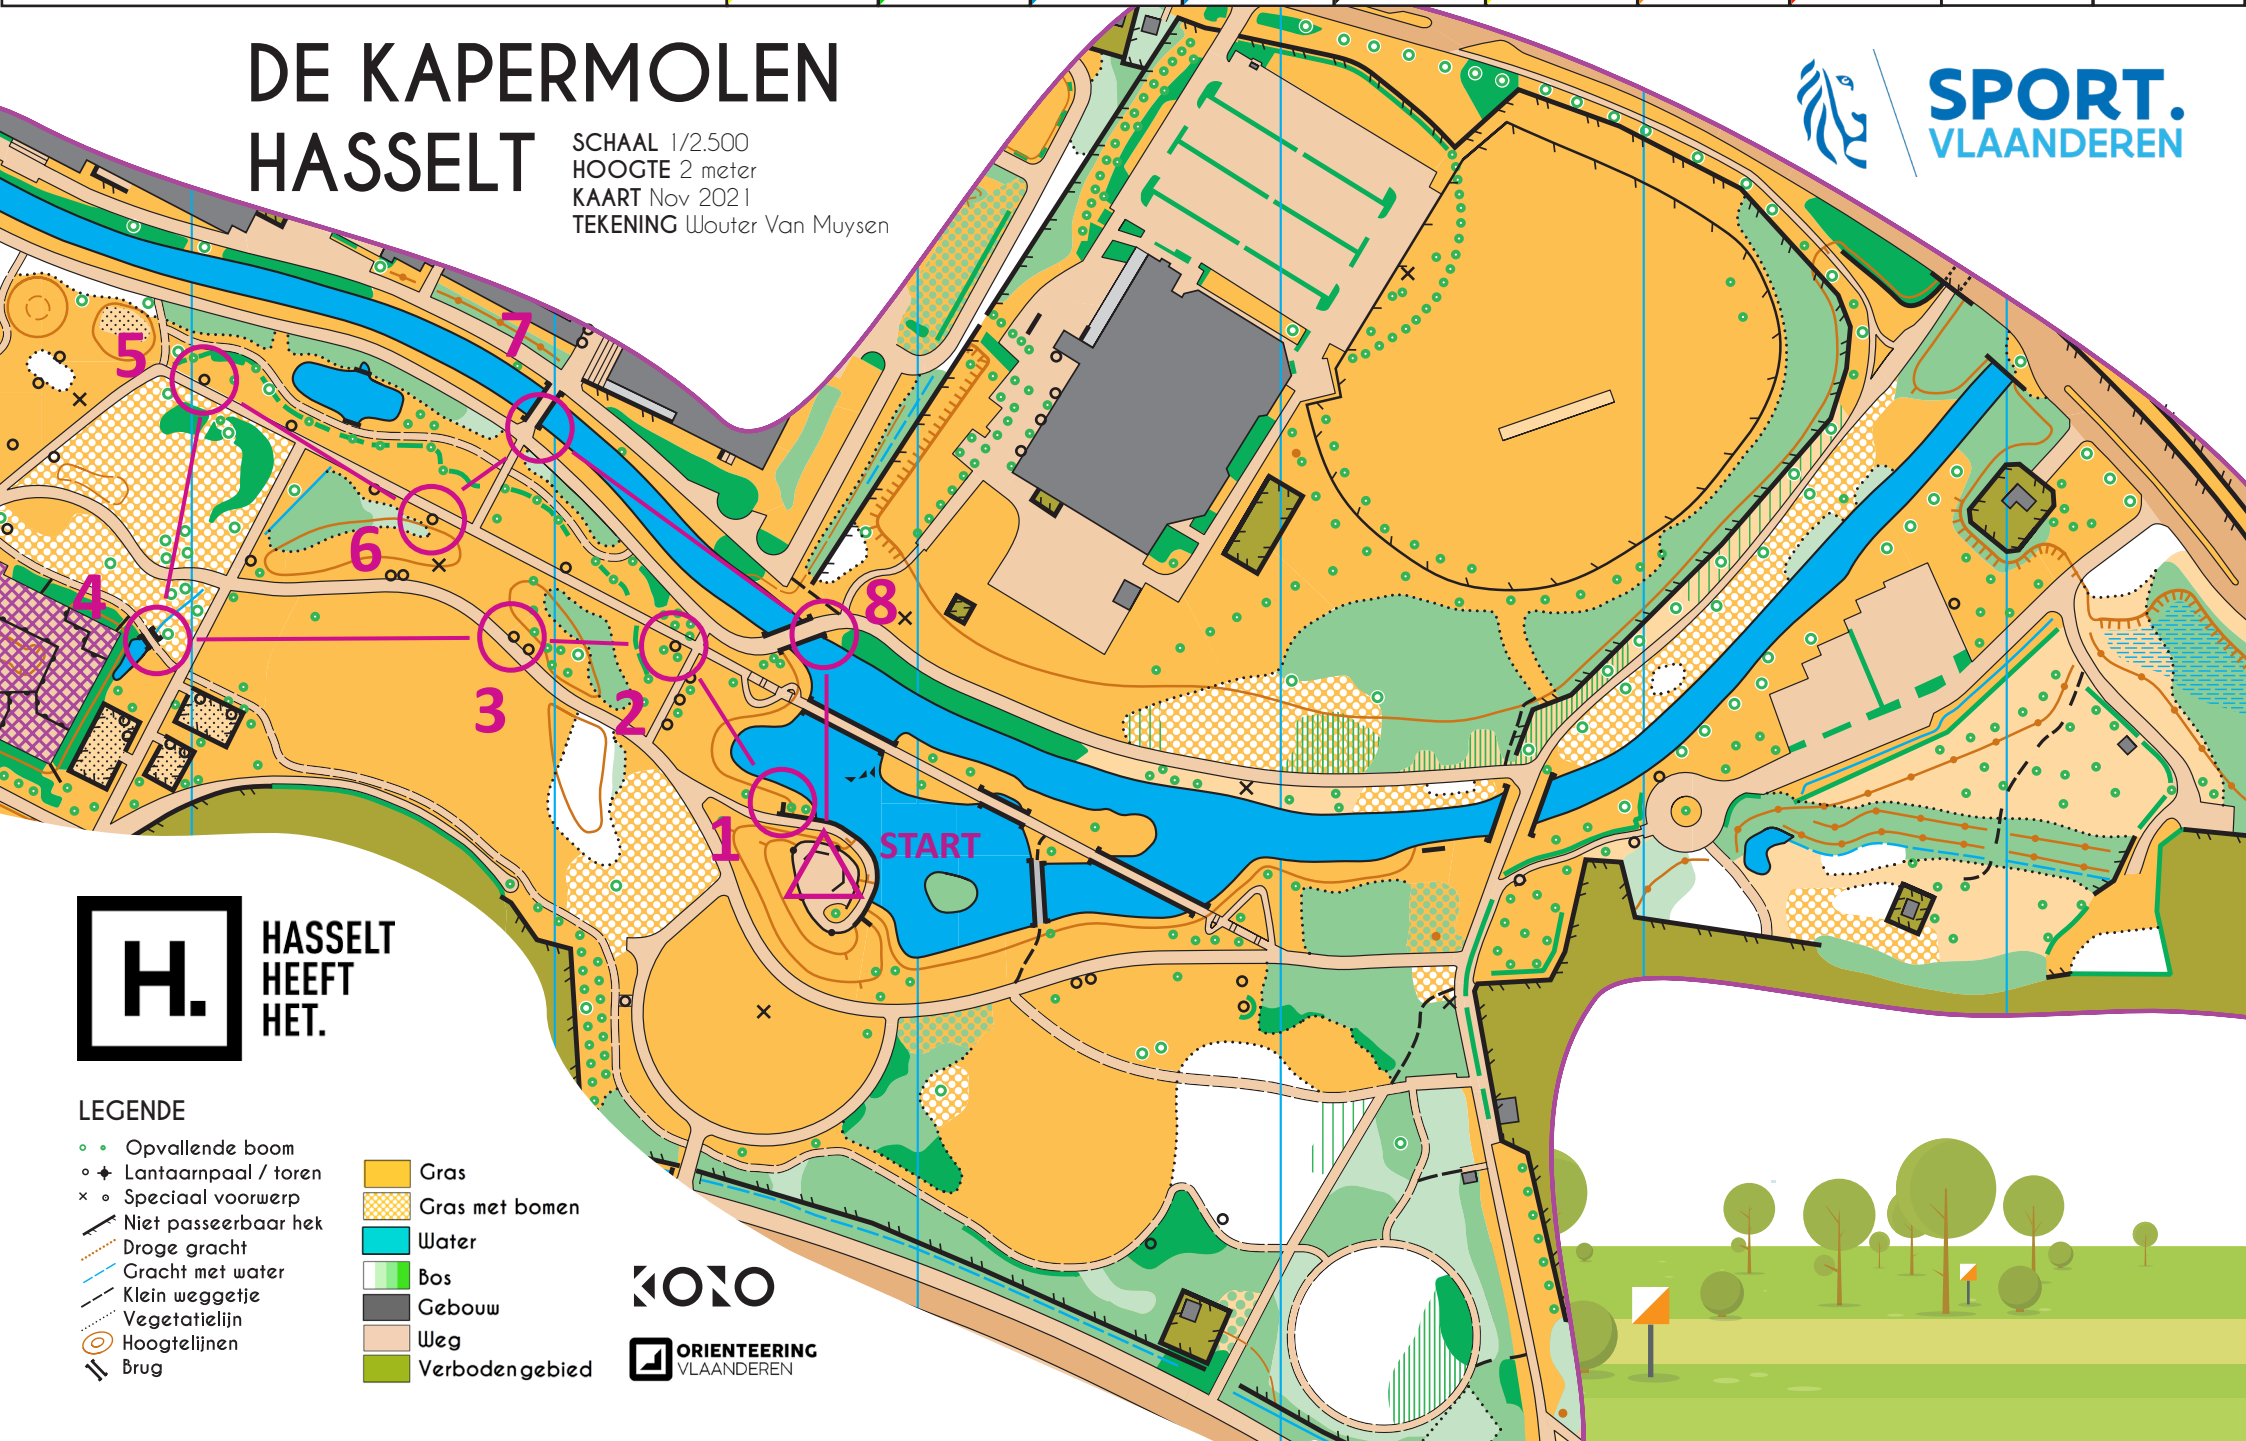 DE KAPERMOLEN
HASSELT
SCHAAL 1/2.500
HOOGTE 2 meter
KAART Nov 2021
TEKENING Wouter Van Muysen
SPORT.
VLAANDEREN
7
5
6
4
8
3
2
1
START
H.
HASSELT
HEEFT
HET.
LEGENDE
Opvallende boom
Lantaarnpaal / toren
Speciaal voorwerp
Niet passeerbaar hek
Droge gracht
Gracht met water
Klein weggetje
Vegetatielijn
Hoogtelijnen
Brug
Gras
Gras met bomen
Water
Bos
Gebouw
Weg
Verboden gebied
KOKO
ORIENTEERING
VLAANDEREN